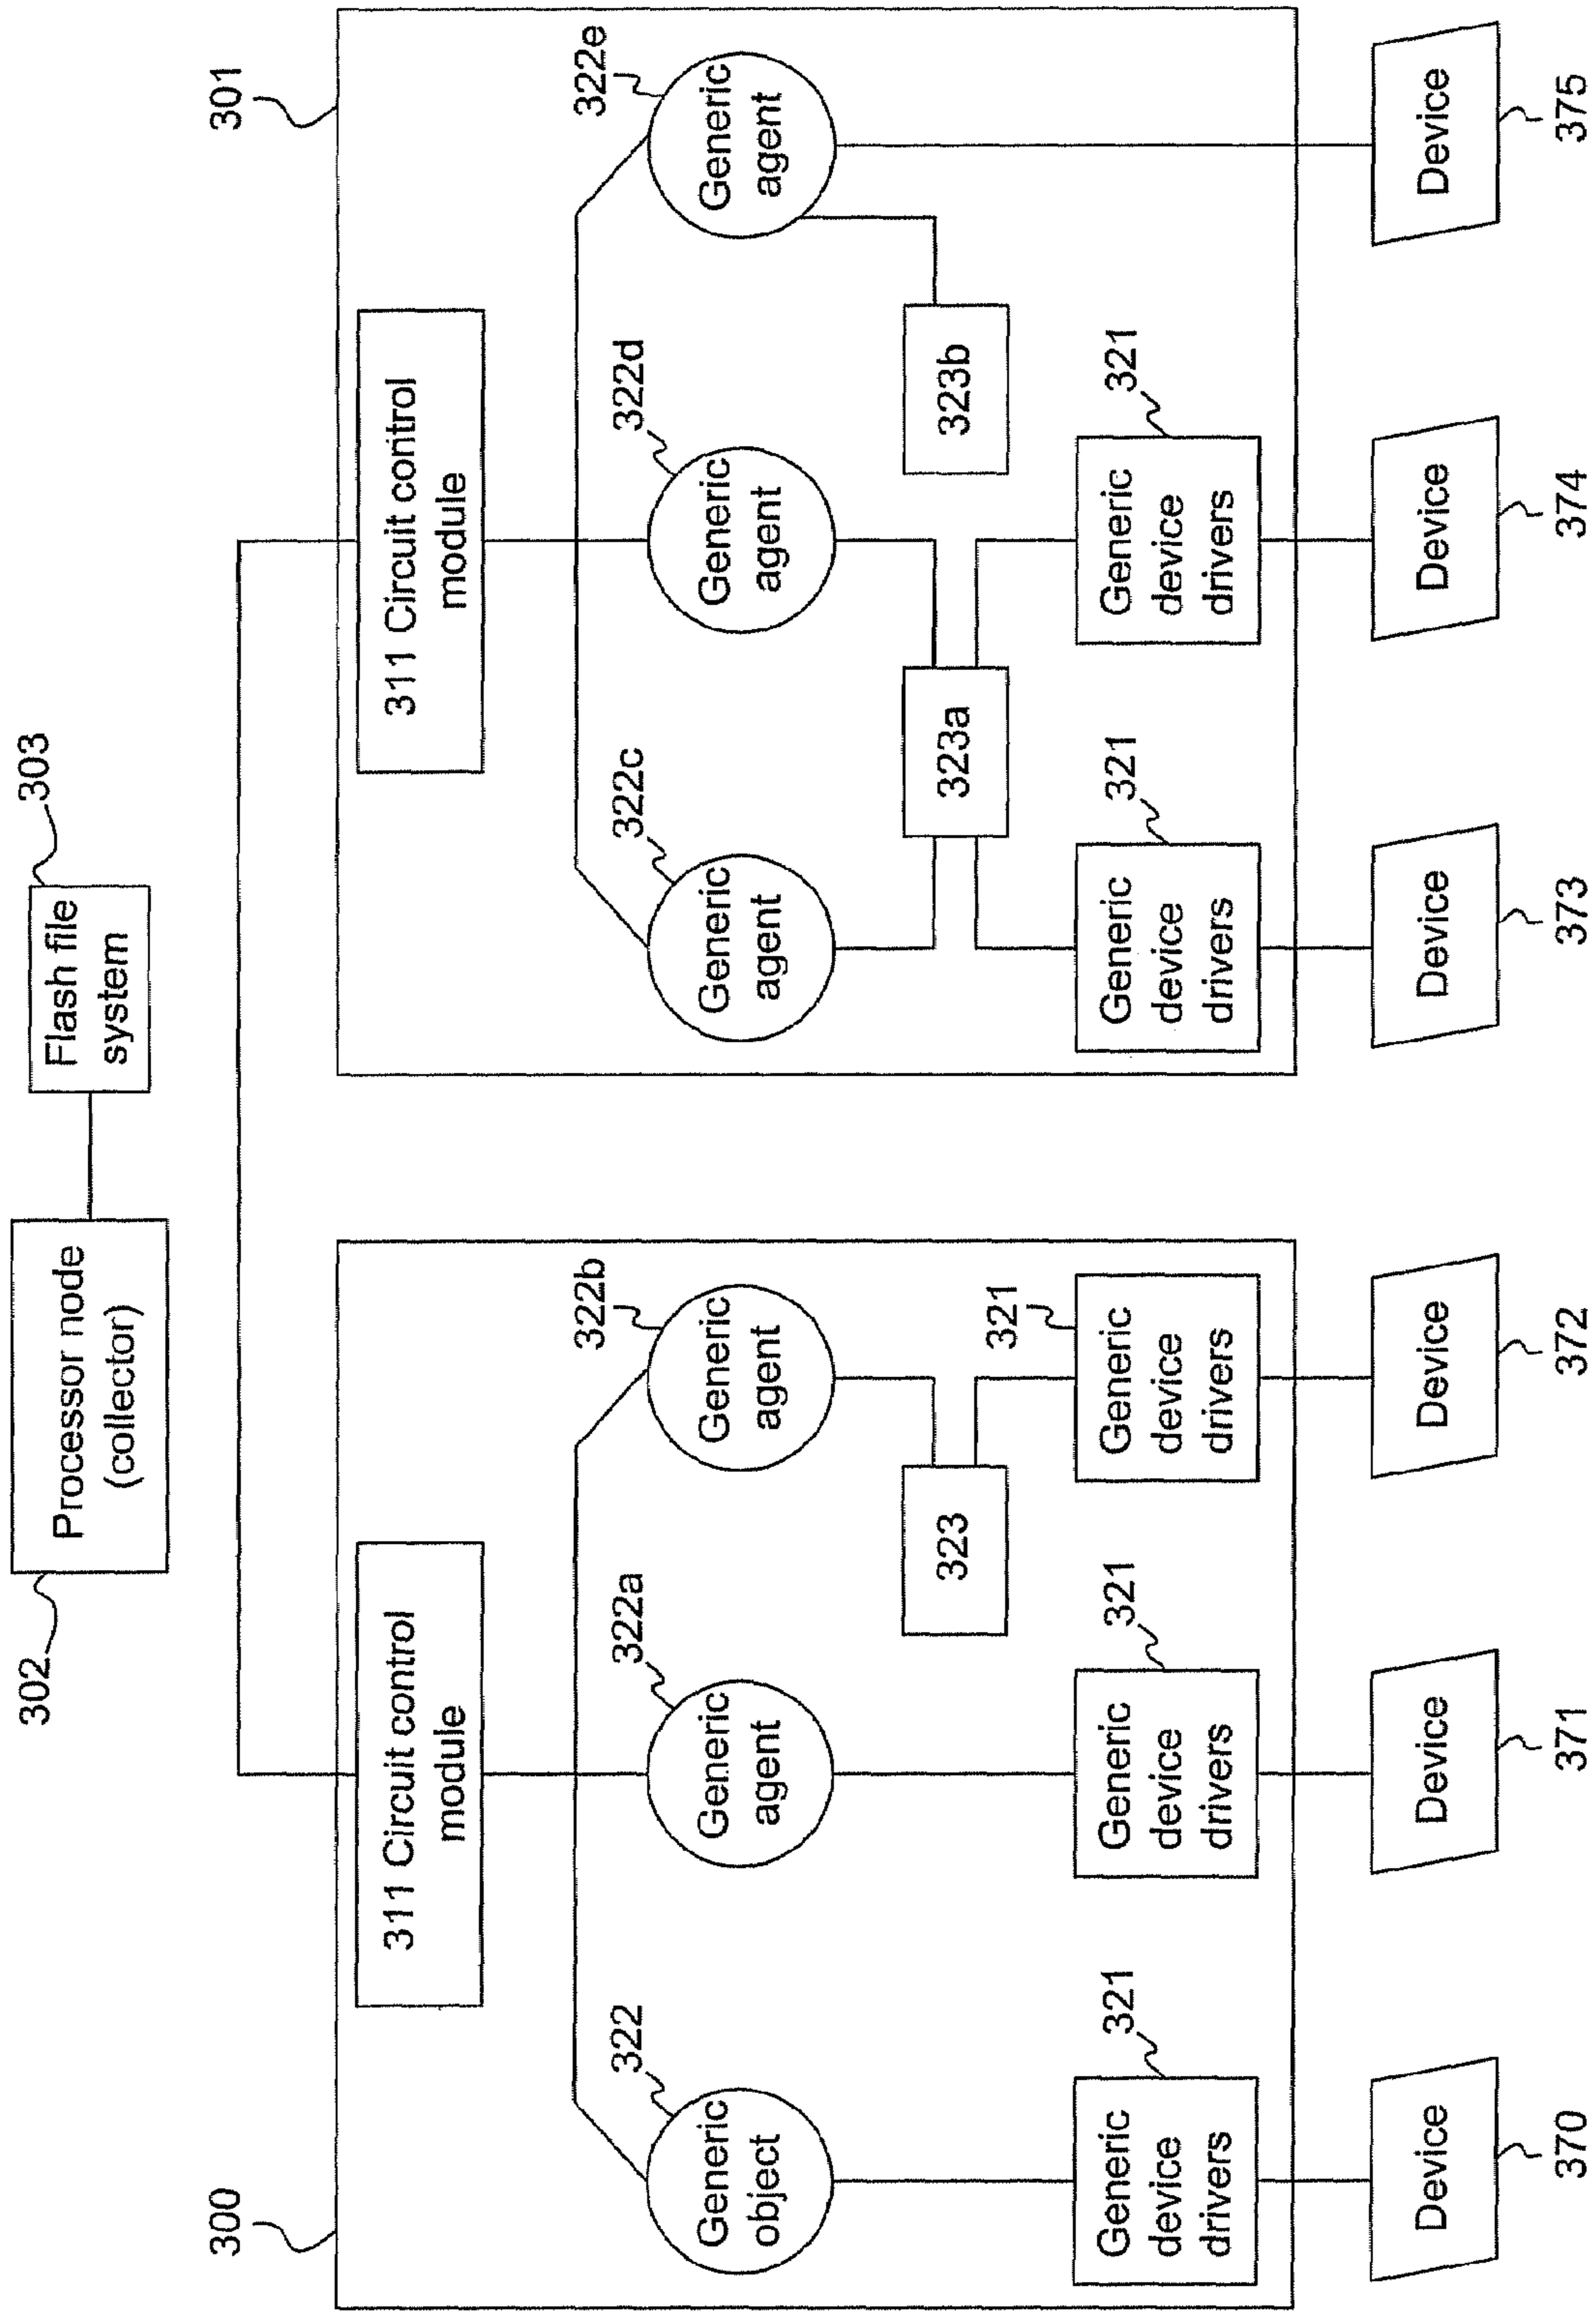 302
Processor node
(collector)
Flash file
system
303
300
311 Circuit control
module
322
Generic
object
322a
Generic
agent
322b
Generic
agent
323
321
Generic
device
drivers
321
Generic
device
drivers
321
Generic
device
drivers
Device
370
Device
371
Device
372
301
311 Circuit control
module
322c
Generic
agent
322d
Generic
agent
322e
Generic
agent
323a
323b
321
Generic
device
drivers
321
Generic
device
drivers
Device
373
Device
374
Device
375